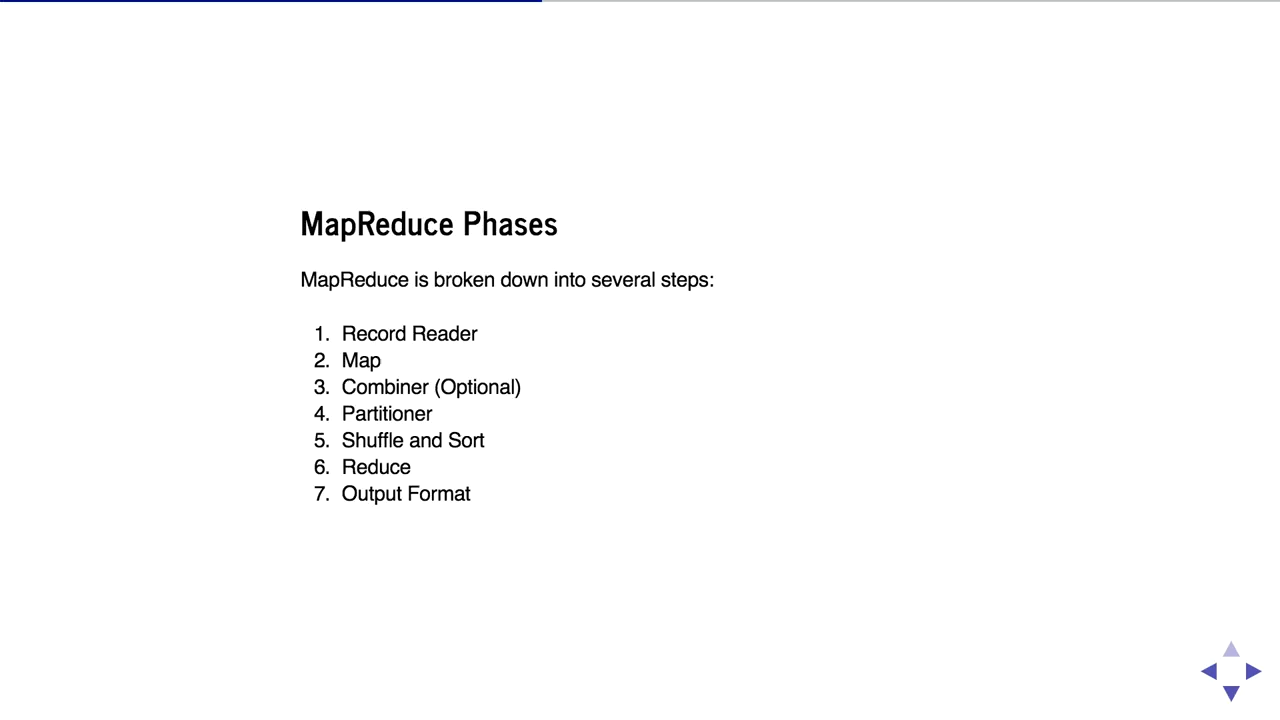 MapReduce Phases
MapReduce is broken down into several steps:
1. Record Reader
2. Map
3. Combiner (Optional)
4. Partitioner
5. Shuffle and Sort
6. Reduce
7. Output Format